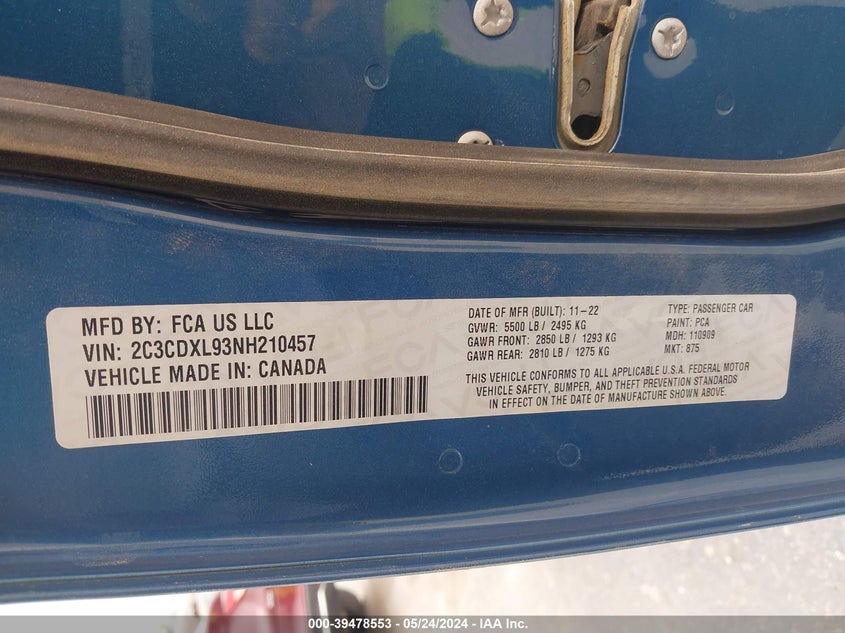 MFD BY: FCA US LLC
VIN: 2C3CDXL93NH210457
VEHICLE MADE IN: CANADA
DATE OF MFR (BUILT): 11-22
GVWR: 5500 LB / 2495 KG
GAWR FRONT: 2850 LB / 1293 KG
GAWR REAR: 2810 LB / 1275 KG
TYPE: PASSENGER CAR
PAINT: PCA
MDH: 110909
MKT: 875
THIS VEHICLE CONFORMS TO ALL APPLICABLE U.S.A. FEDERAL MOTOR
VEHICLE SAFETY, BUMPER, AND THEFT PREVENTION STANDARDS
IN EFFECT ON THE DATE OF MANUFACTURE SHOWN ABOVE.
000-39478553 - 05/24/2024 - IAA Inc.